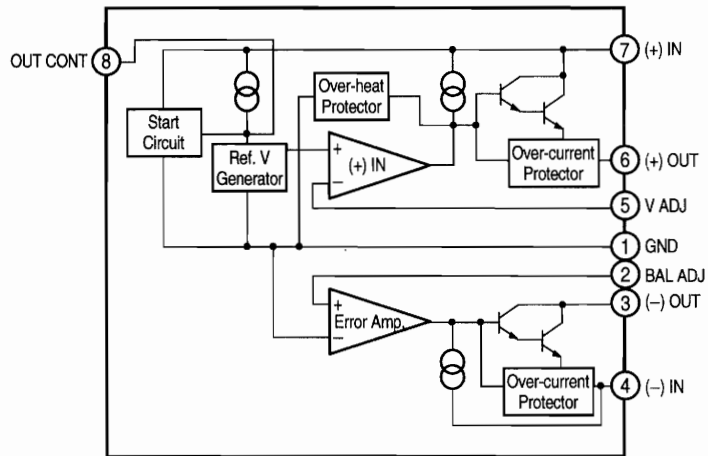 OUT CONT 8
7 (+) IN
Over-heat
Protector
Start
Circuit
Ref. V
Generator
+
(+) IN
−
Over-current
Protector
6 (+) OUT
5 V ADJ
1 GND
2 BAL ADJ
3 (−) OUT
+
Error Amp.
−
Over-current
Protector
4 (−) IN